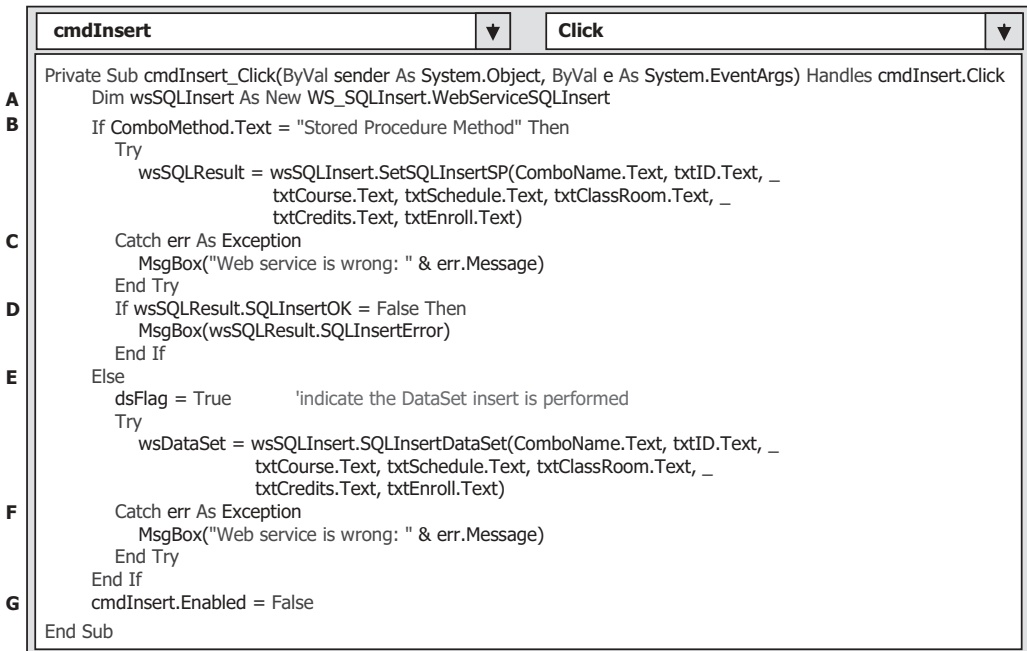 cmdInsert Click
Private Sub cmdInsert_Click(ByVal sender As System.Object, ByVal e As System.EventArgs) Handles cmdInsert.Click
A Dim wsSQLInsert As New WS_SQLInsert.WebServiceSQLInsert
B If ComboMethod.Text = "Stored Procedure Method" Then
Try
wsSQLResult = wsSQLInsert.SetSQLInsertSP(ComboName.Text, txtID.Text, _
txtCourse.Text, txtSchedule.Text, txtClassRoom.Text, _
txtCredits.Text, txtEnroll.Text)
C Catch err As Exception
MsgBox("Web service is wrong: " & err.Message)
End Try
D If wsSQLResult.SQLInsertOK = False Then
MsgBox(wsSQLResult.SQLInsertError)
End If
E Else
dsFlag = True 'indicate the DataSet insert is performed
Try
wsDataSet = wsSQLInsert.SQLInsertDataSet(ComboName.Text, txtID.Text, _
txtCourse.Text, txtSchedule.Text, txtClassRoom.Text, _
txtCredits.Text, txtEnroll.Text)
F Catch err As Exception
MsgBox("Web service is wrong: " & err.Message)
End Try
End If
G cmdInsert.Enabled = False
End Sub